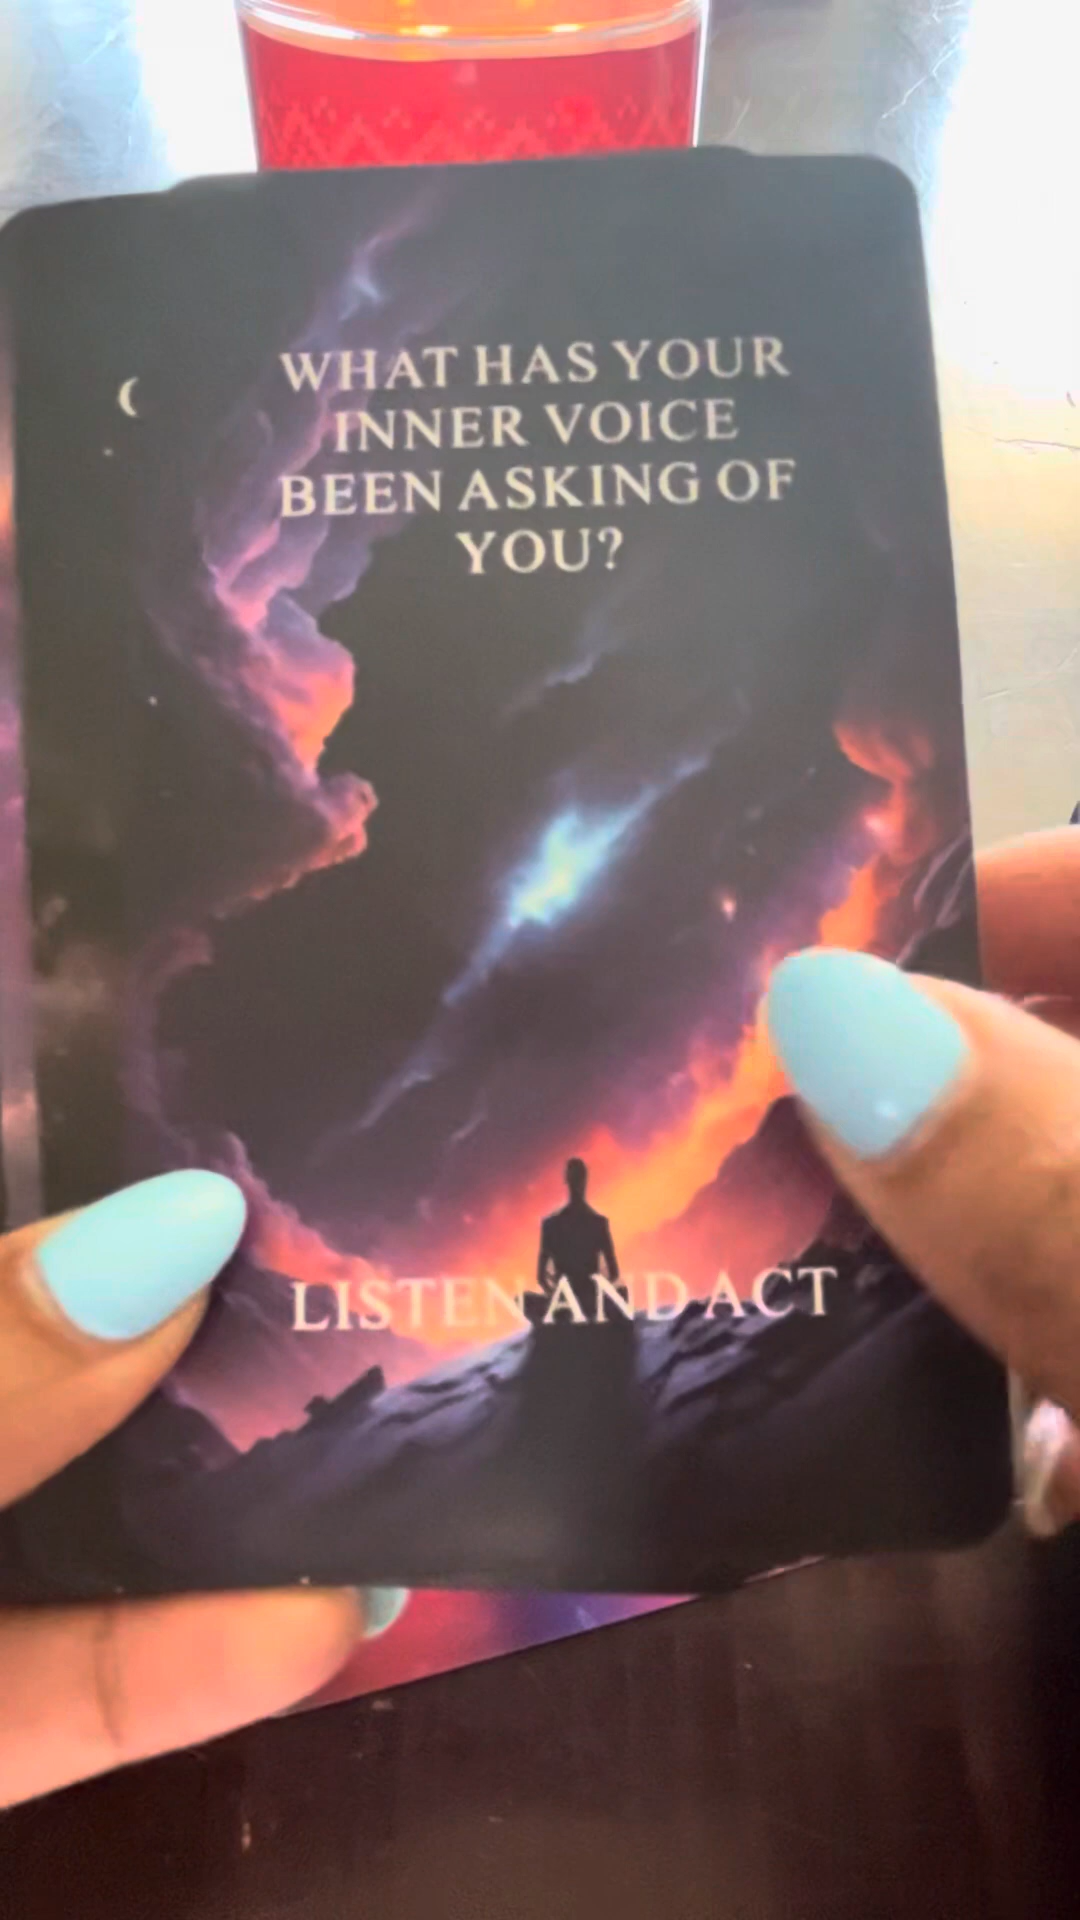 WHAT HAS YOUR
INNER VOICE
BEEN ASKING OF
YOU?
LISTEN AND ACT